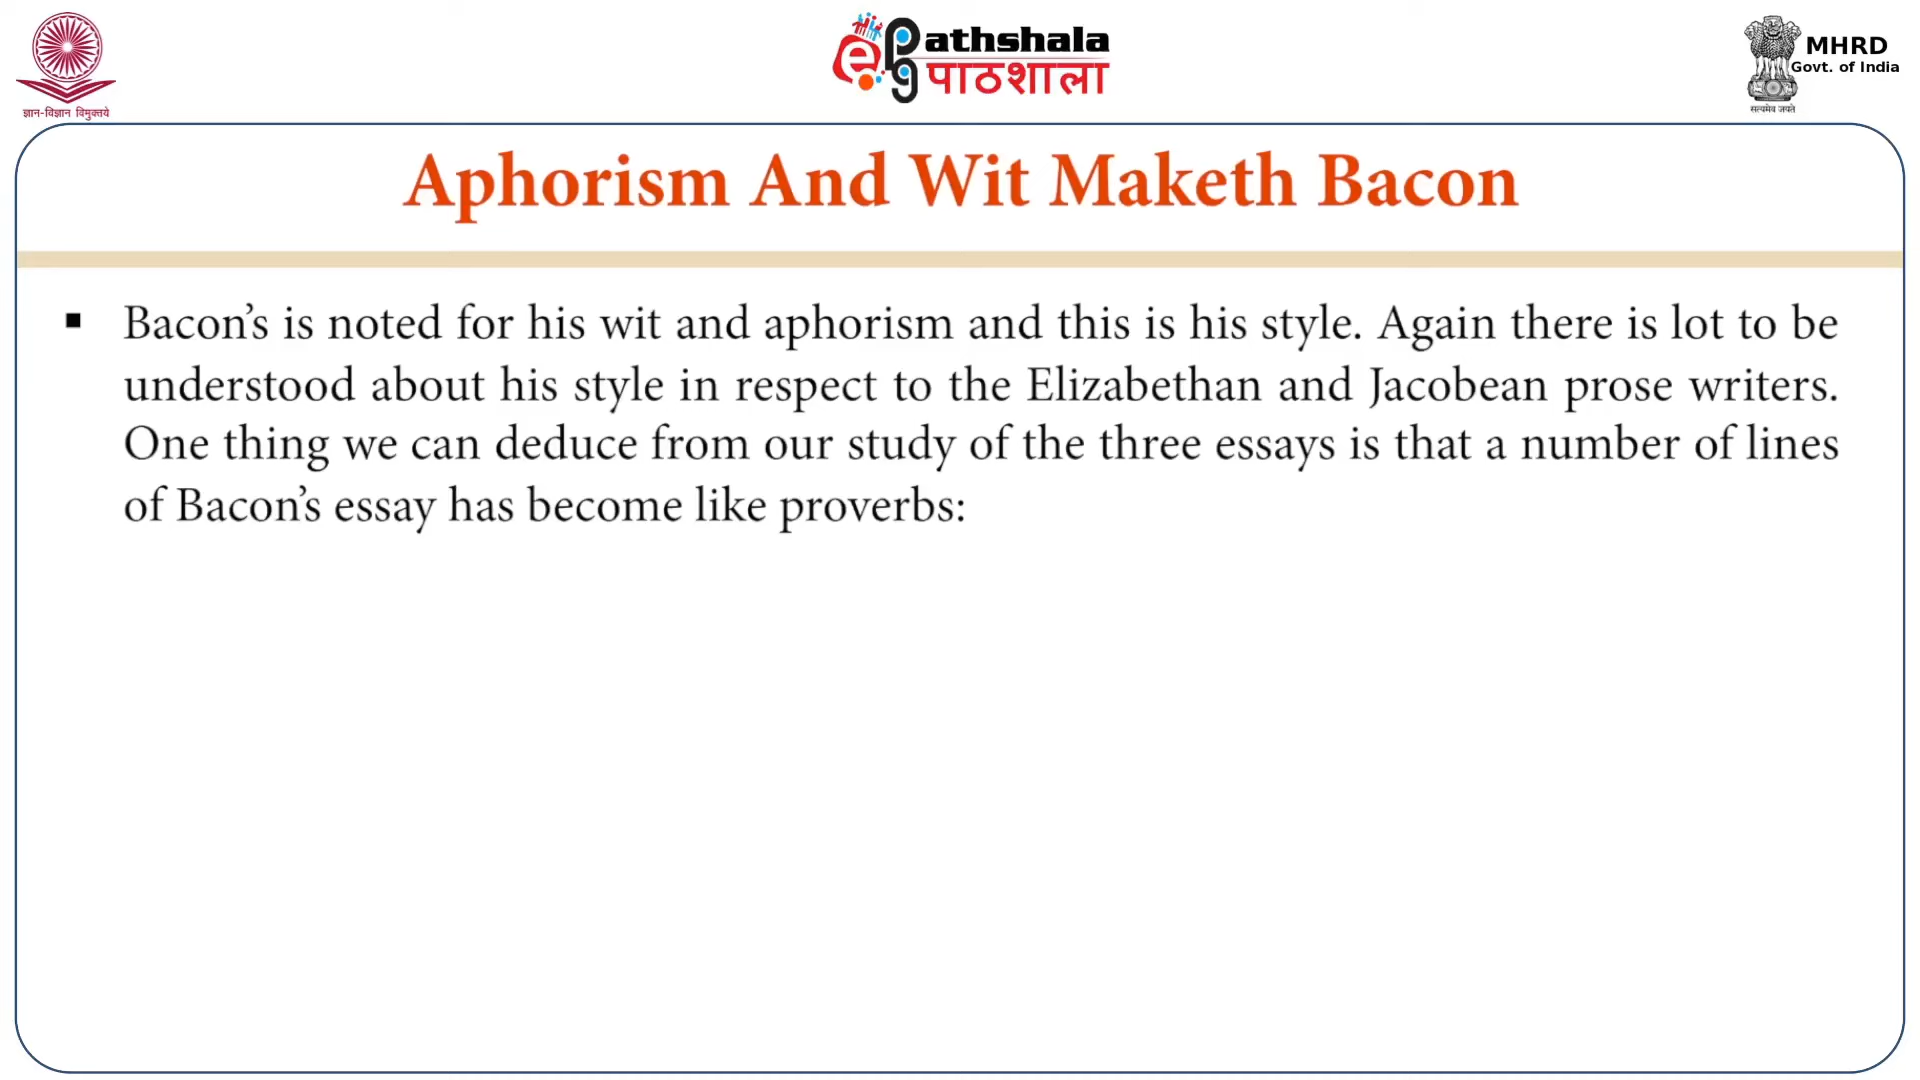 ज्ञान-विज्ञान विमुक्तये
ePathshala
पाठशाला
MHRD
Govt. of India
सत्यमेव जयते
Aphorism And Wit Maketh Bacon
▪ Bacon’s is noted for his wit and aphorism and this is his style. Again there is lot to be
understood about his style in respect to the Elizabethan and Jacobean prose writers.
One thing we can deduce from our study of the three essays is that a number of lines
of Bacon’s essay has become like proverbs: